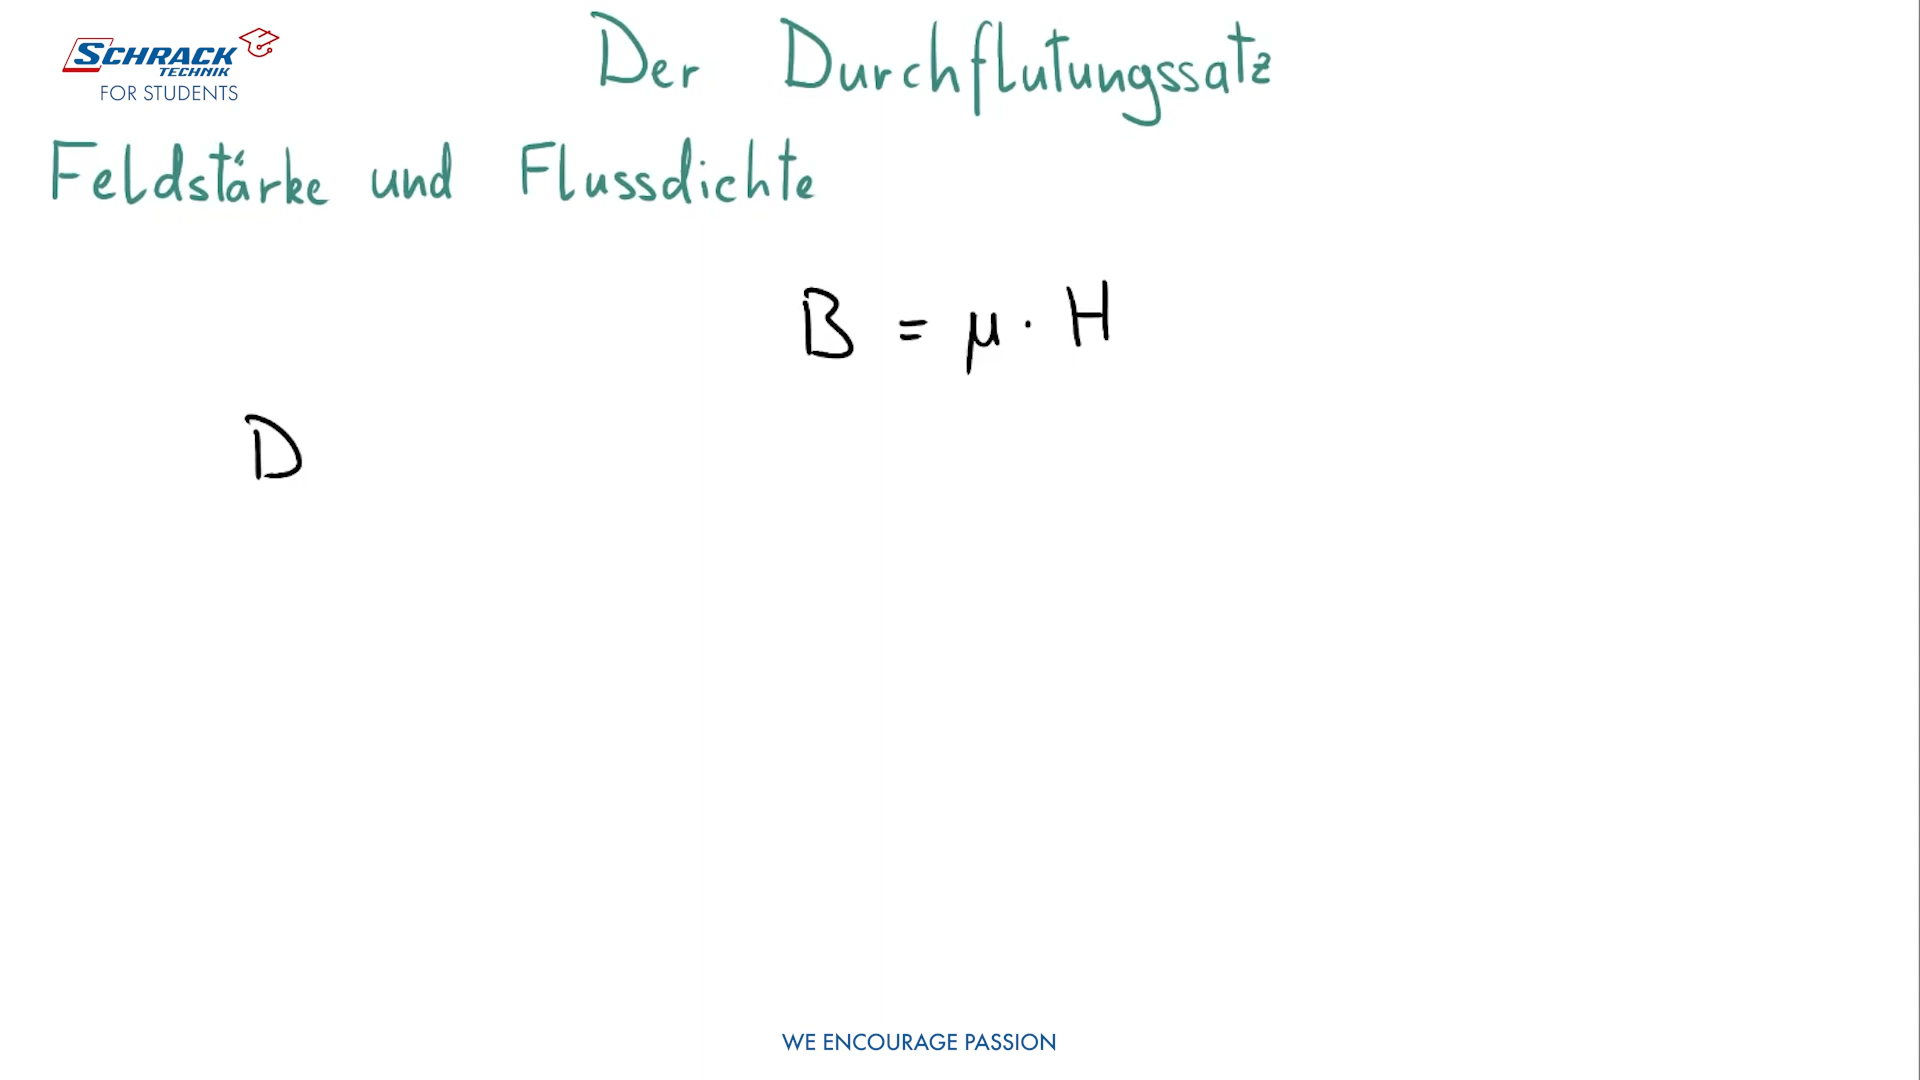 SCHRACK
TECHNIK
FOR STUDENTS
Der Durchflutungssatz
Feldstärke und Flussdichte
B = μ · H
D
WE ENCOURAGE PASSION